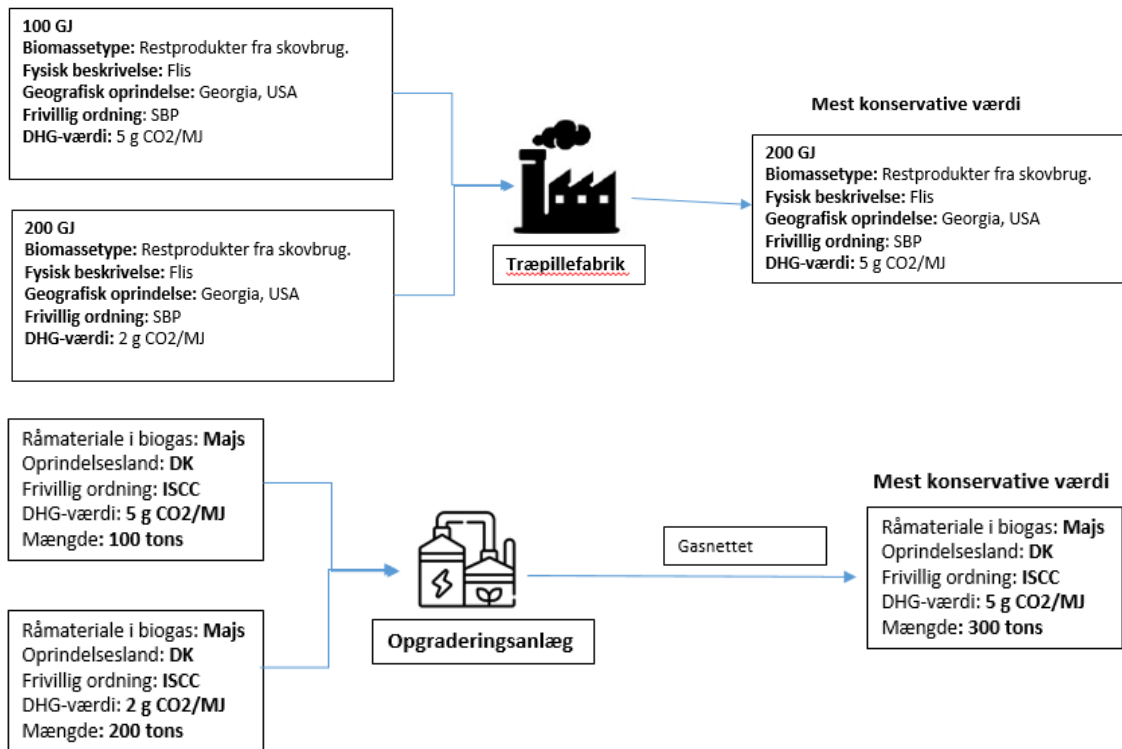 100 GJ
Biomassetype: Restprodukter fra skovbrug.
Fysisk beskrivelse: Flis
Geografisk oprindelse: Georgia, USA
Frivillig ordning: SBP
DHG-værdi: 5 g CO2/MJ
200 GJ
Biomassetype: Restprodukter fra skovbrug.
Fysisk beskrivelse: Flis
Geografisk oprindelse: Georgia, USA
Frivillig ordning: SBP
DHG-værdi: 2 g CO2/MJ
Træpillefabrik
Mest konservative værdi
200 GJ
Biomassetype: Restprodukter fra skovbrug.
Fysisk beskrivelse: Flis
Geografisk oprindelse: Georgia, USA
Frivillig ordning: SBP
DHG-værdi: 5 g CO2/MJ
Råmateriale i biogas: Majs
Oprindelsesland: DK
Frivillig ordning: ISCC
DHG-værdi: 5 g CO2/MJ
Mængde: 100 tons
Råmateriale i biogas: Majs
Oprindelsesland: DK
Frivillig ordning: ISCC
DHG-værdi: 2 g CO2/MJ
Mængde: 200 tons
Opgraderingsanlæg
Gasnettet
Mest konservative værdi
Råmateriale i biogas: Majs
Oprindelsesland: DK
Frivillig ordning: ISCC
DHG-værdi: 5 g CO2/MJ
Mængde: 300 tons